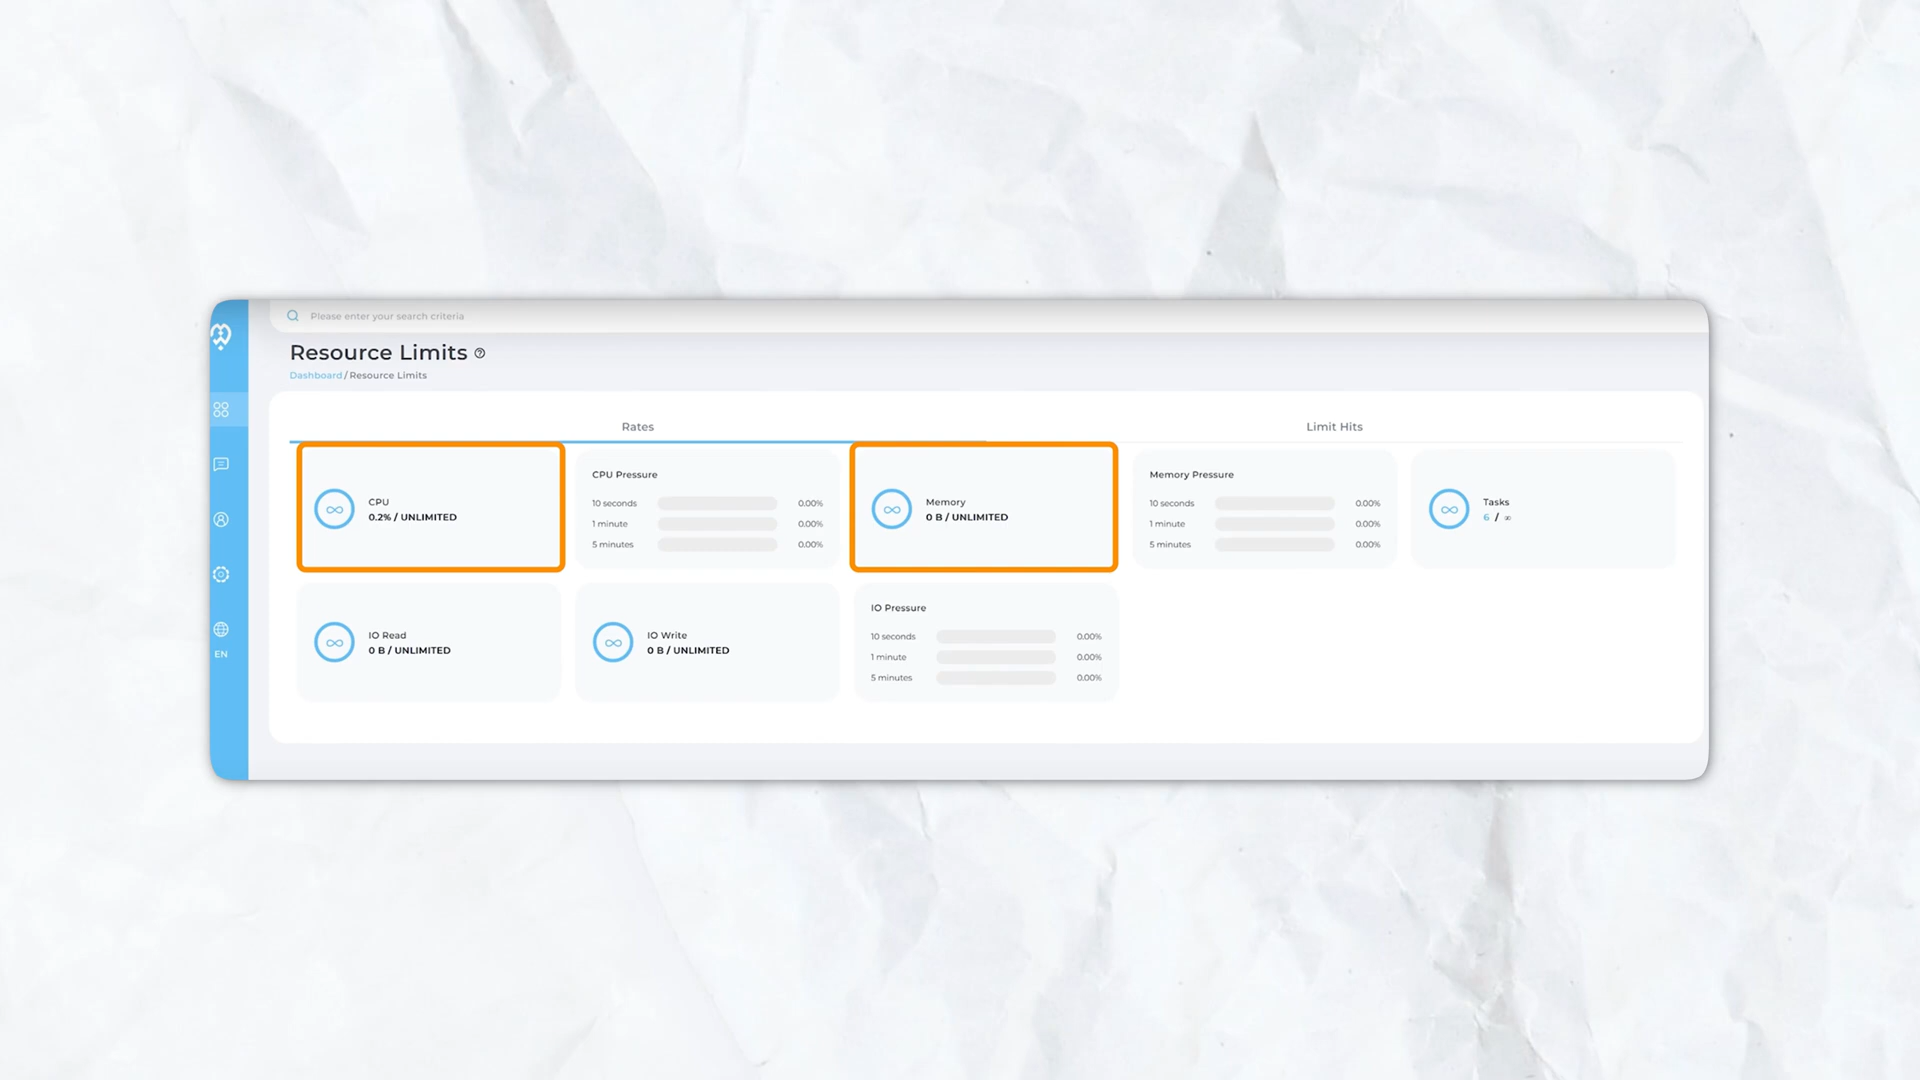 Please enter your search criteria
Resource Limits
Dashboard / Resource Limits
Rates
Limit Hits
CPU
0.2% / UNLIMITED
CPU Pressure
10 seconds 0.00%
1 minute 0.00%
5 minutes 0.00%
Memory
0 B / UNLIMITED
Memory Pressure
10 seconds 0.00%
1 minute 0.00%
5 minutes 0.00%
Tasks
6 / ∞
IO Read
0 B / UNLIMITED
IO Write
0 B / UNLIMITED
IO Pressure
10 seconds 0.00%
1 minute 0.00%
5 minutes 0.00%
EN